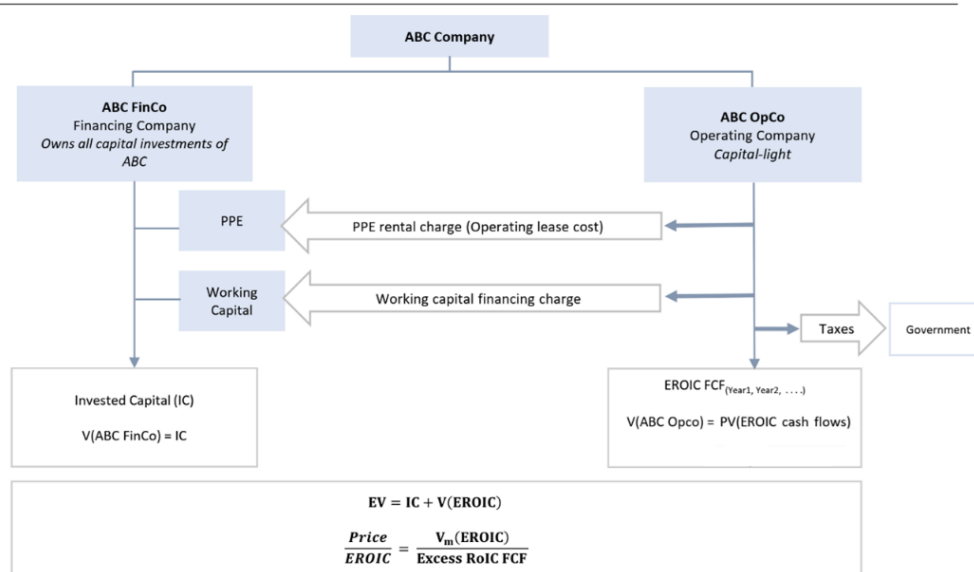 ABC Company
ABC FinCo
Financing Company
Owns all capital investments of
ABC
ABC OpCo
Operating Company
Capital-light
PPE
PPE rental charge (Operating lease cost)
Working
Capital
Working capital financing charge
Taxes
Government
Invested Capital (IC)
V(ABC FinCo) = IC
EROIC FCF(Year1, Year2, ....)
V(ABC Opco) = PV(EROIC cash flows)
EV = IC + V(EROIC)
Price / EROIC = Vm(EROIC) / Excess RoIC FCF